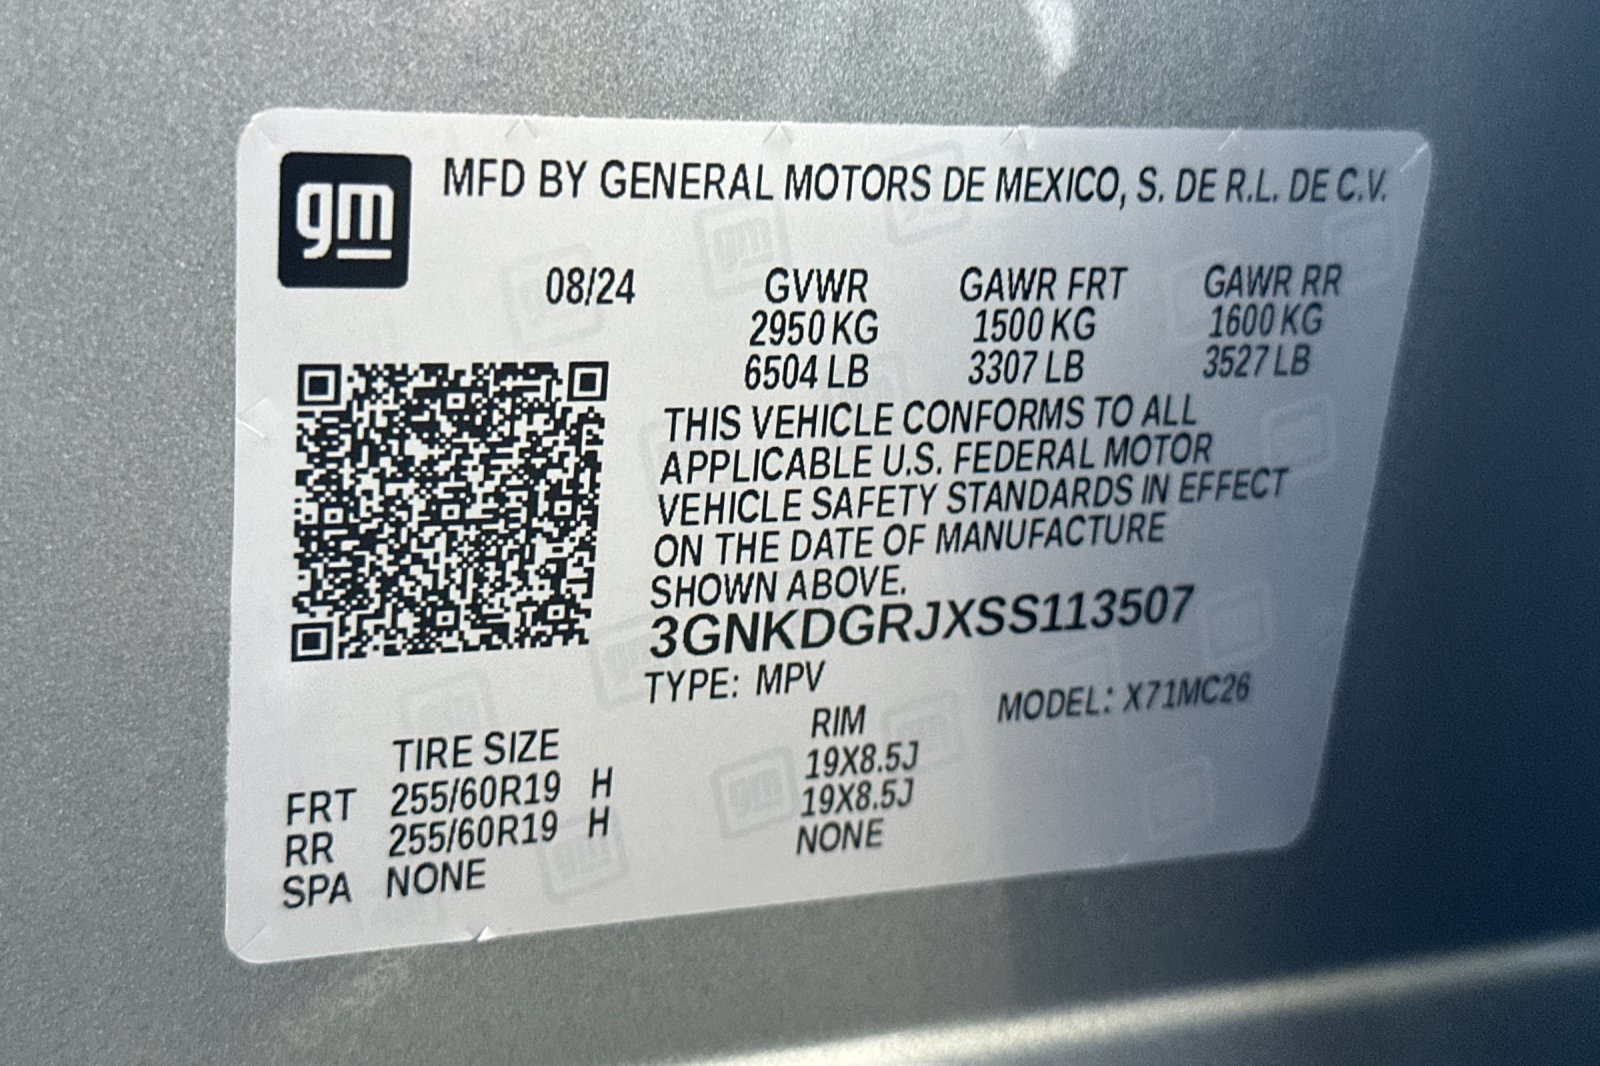 gm
MFD BY GENERAL MOTORS DE MEXICO, S. DE R.L. DE C.V.
08/24 GVWR GAWR FRT GAWR RR
2950 KG 1500 KG 1600 KG
6504 LB 3307 LB 3527 LB
THIS VEHICLE CONFORMS TO ALL
APPLICABLE U.S. FEDERAL MOTOR
VEHICLE SAFETY STANDARDS IN EFFECT
ON THE DATE OF MANUFACTURE
SHOWN ABOVE.
3GNKDGRJXSS113507
TYPE: MPV MODEL: X71MC26
TIRE SIZE RIM
FRT 255/60R19 H 19X8.5J
RR 255/60R19 H 19X8.5J
SPA NONE NONE